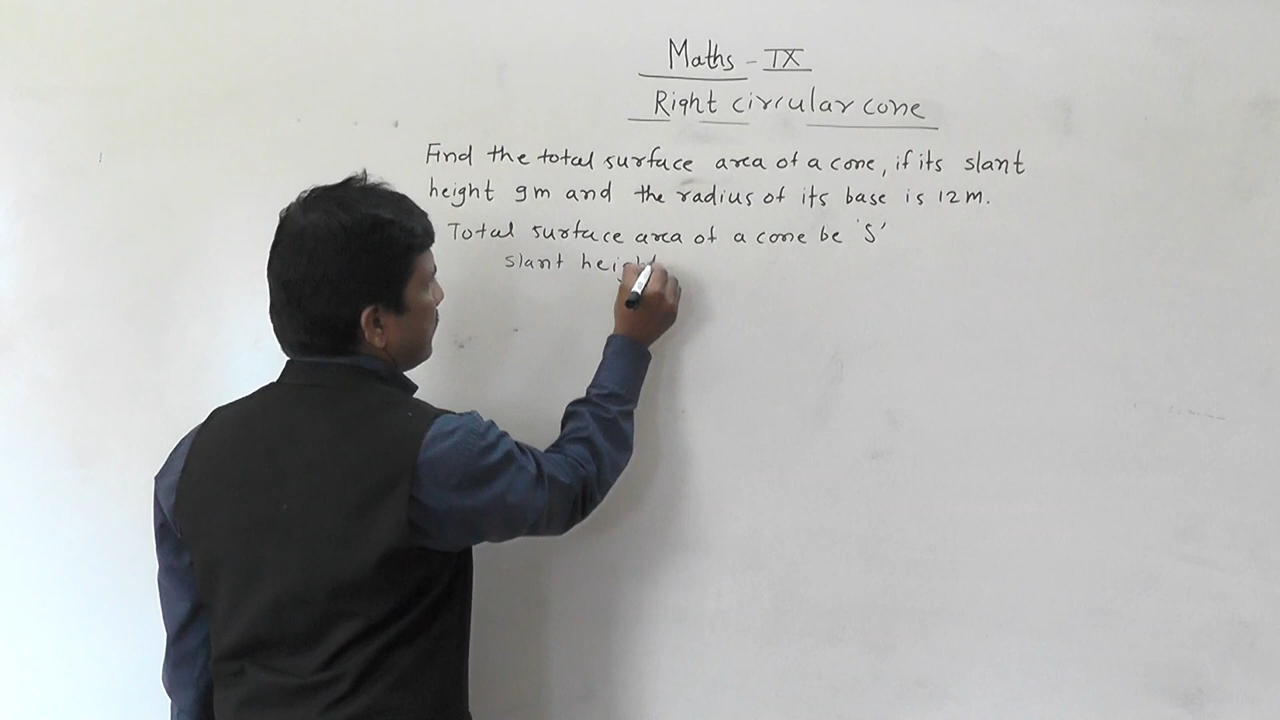 Maths - IX
Right circular cone
Find the total surface area of a cone, if its slant
height 9m and the radius of its base is 12m.
Total surface area of a cone be 'S'
slant height